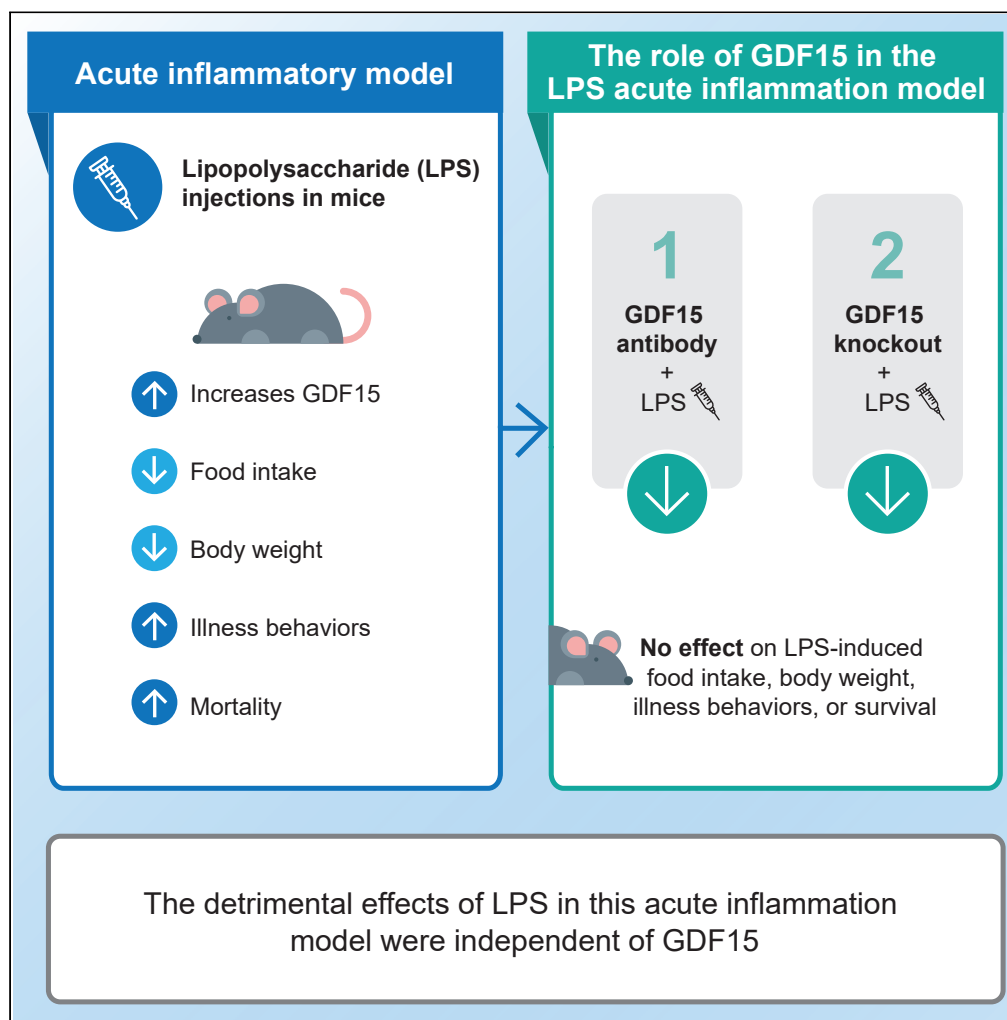 Acute inflammatory model
Lipopolysaccharide (LPS)
injections in mice
Increases GDF15
Food intake
Body weight
Illness behaviors
Mortality
The role of GDF15 in the
LPS acute inflammation model
1
GDF15
antibody
+
LPS
2
GDF15
knockout
+
LPS
No effect on LPS-induced
food intake, body weight,
illness behaviors, or survival
The detrimental effects of LPS in this acute inflammation
model were independent of GDF15